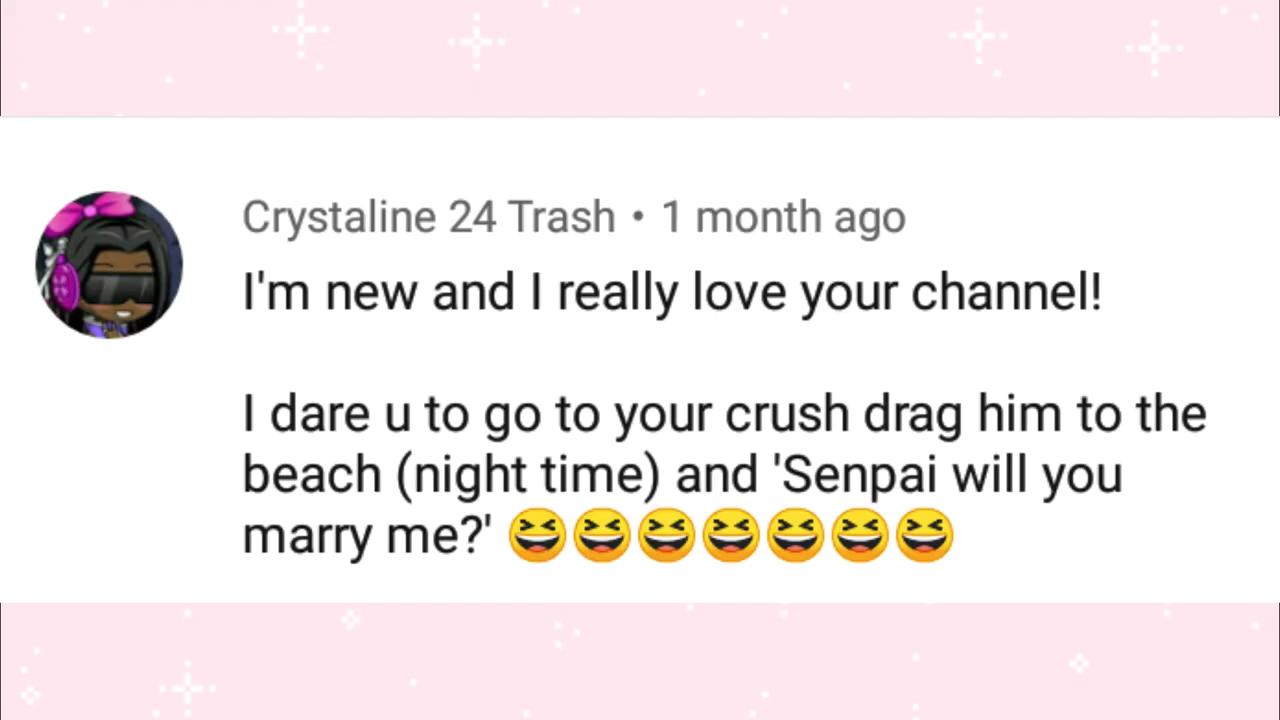 Crystaline 24 Trash • 1 month ago
I'm new and I really love your channel!
I dare u to go to your crush drag him to the
beach (night time) and 'Senpai will you
marry me?' 😆😆😆😆😆😆😆